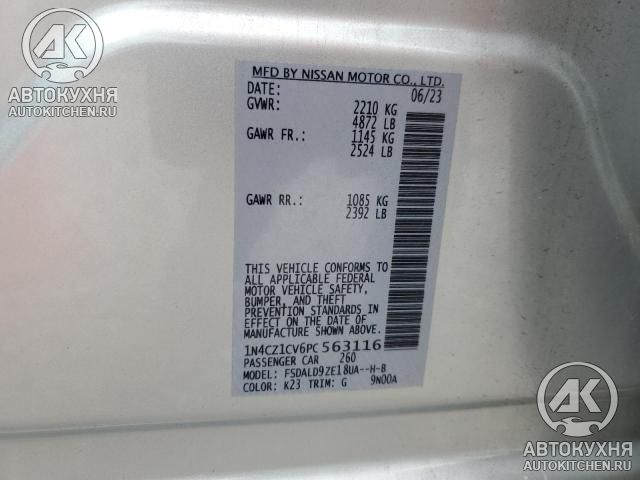 AK
АВТОКУХНЯ
AUTOKITCHEN.RU
MFD BY NISSAN MOTOR CO., LTD.
DATE: 06/23
GVWR: 2210 KG
4872 LB
GAWR FR.: 1145 KG
2524 LB
GAWR RR.: 1085 KG
2392 LB
THIS VEHICLE CONFORMS TO
ALL APPLICABLE FEDERAL
MOTOR VEHICLE SAFETY,
BUMPER, AND THEFT
PREVENTION STANDARDS IN
EFFECT ON THE DATE OF
MANUFACTURE SHOWN ABOVE.
1N4CZ1CV6PC563116
PASSENGER CAR 260
MODEL: FSDALD9ZE18UA--H-B
COLOR: K23 TRIM: G 9N00A
AK
АВТОКУХНЯ
AUTOKITCHEN.RU